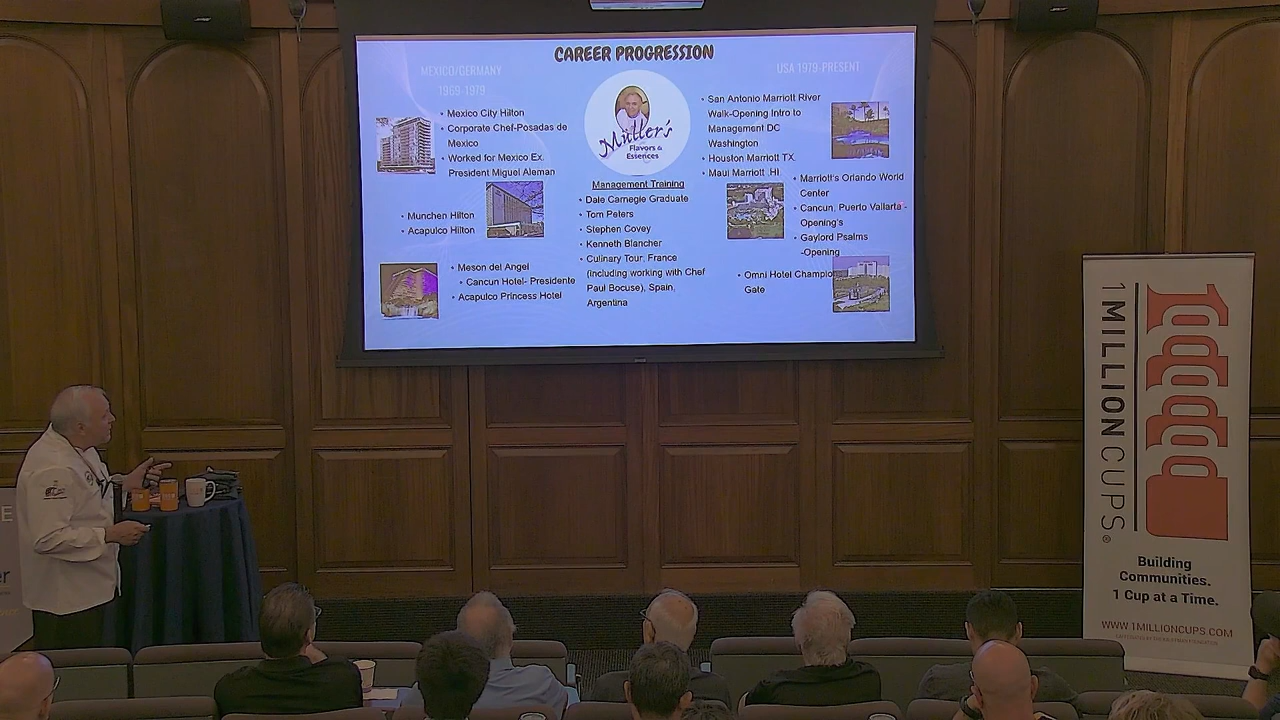 CAREER PROGRESSION
MEXICO/GERMANY
1969-1979
• Mexico City Hilton
• Corporate Chef-Posadas de
Mexico
• Worked for Mexico Ex.
President Miguel Aleman
• Munchen Hilton
• Acapulco Hilton
• Meson del Angel
• Cancun Hotel- Presidente
• Acapulco Princess Hotel
Müller's
Flavors &
Essences
Management Training
• Dale Carnegie Graduate
• Tom Peters
• Stephen Covey
• Kenneth Blancher
• Culinary Tour, France
(including working with Chef
Paul Bocuse), Spain,
Argentina
USA 1979-PRESENT
• San Antonio Marriott River
Walk-Opening Intro to
Management DC
Washington
• Houston Marriott TX.
• Maui Marriott .HI
• Marriott's Orlando World
Center
• Cancun, Puerto Vallarta -
Opening's
• Gaylord Psalms
-Opening
• Omni Hotel Champio
Gate
1 MILLION CUPS®
Building
Communities.
1 Cup at a Time.
WWW.1MILLIONCUPS.COM